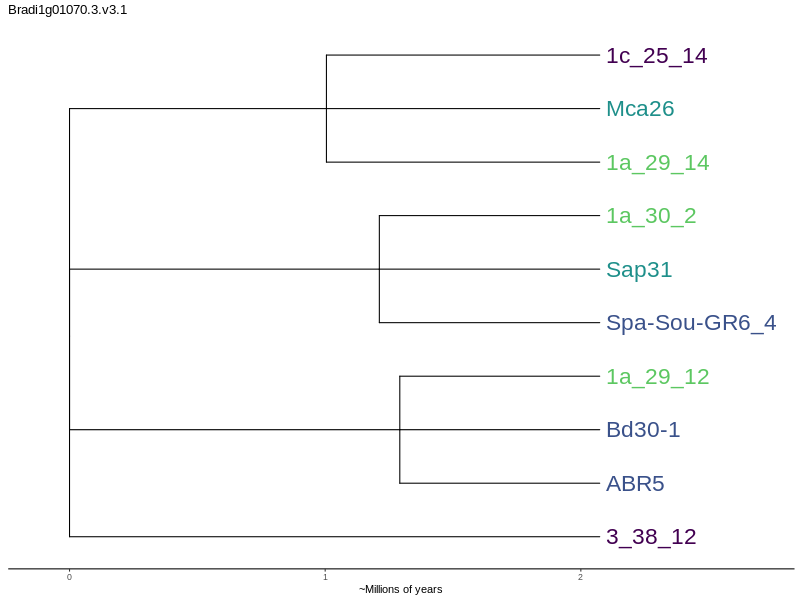 Bradi1g01070.3.v3.1
1c_25_14
Mca26
1a_29_14
1a_30_2
Sap31
Spa-Sou-GR6_4
1a_29_12
Bd30-1
ABR5
3_38_12
0 1 2
~Millions of years